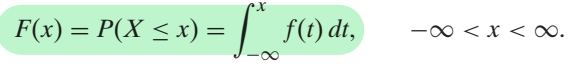 F(x) = P(X ≤ x) = ∫_{−∞}^{x} f(t) dt, −∞ < x < ∞.